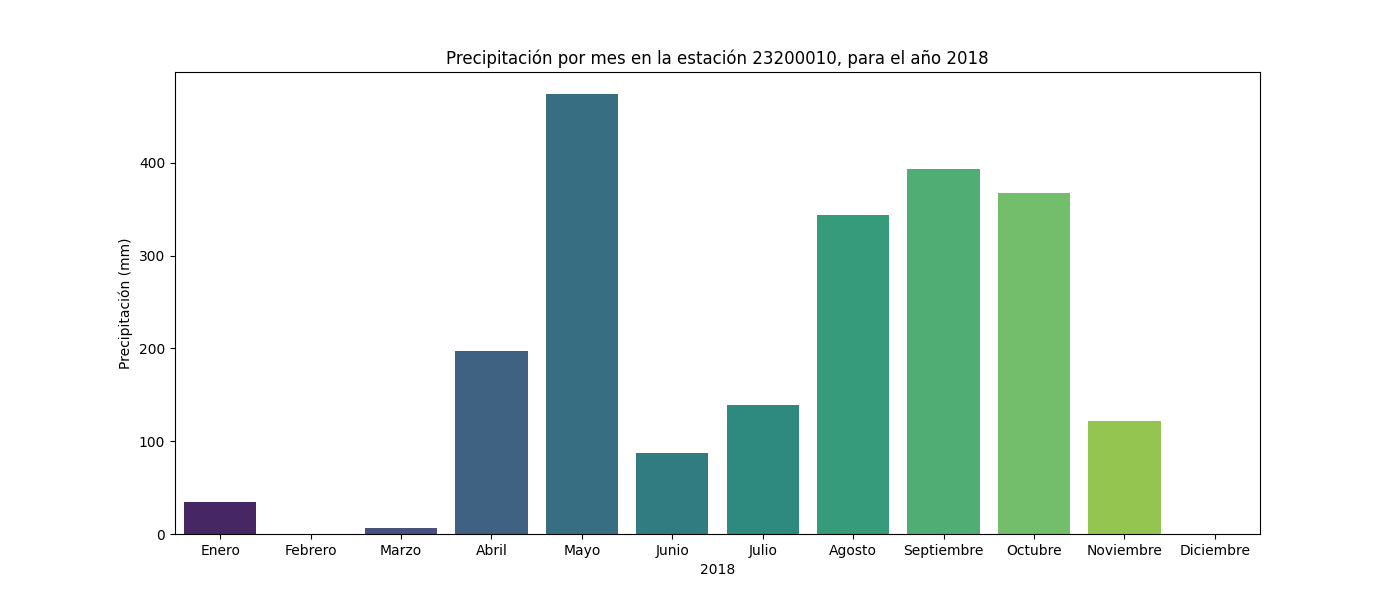 Precipitación por mes en la estación 23200010, para el año 2018
Precipitación (mm)
400
300
200
100
0
Enero Febrero Marzo Abril Mayo Junio Julio Agosto Septiembre Octubre Noviembre Diciembre
2018